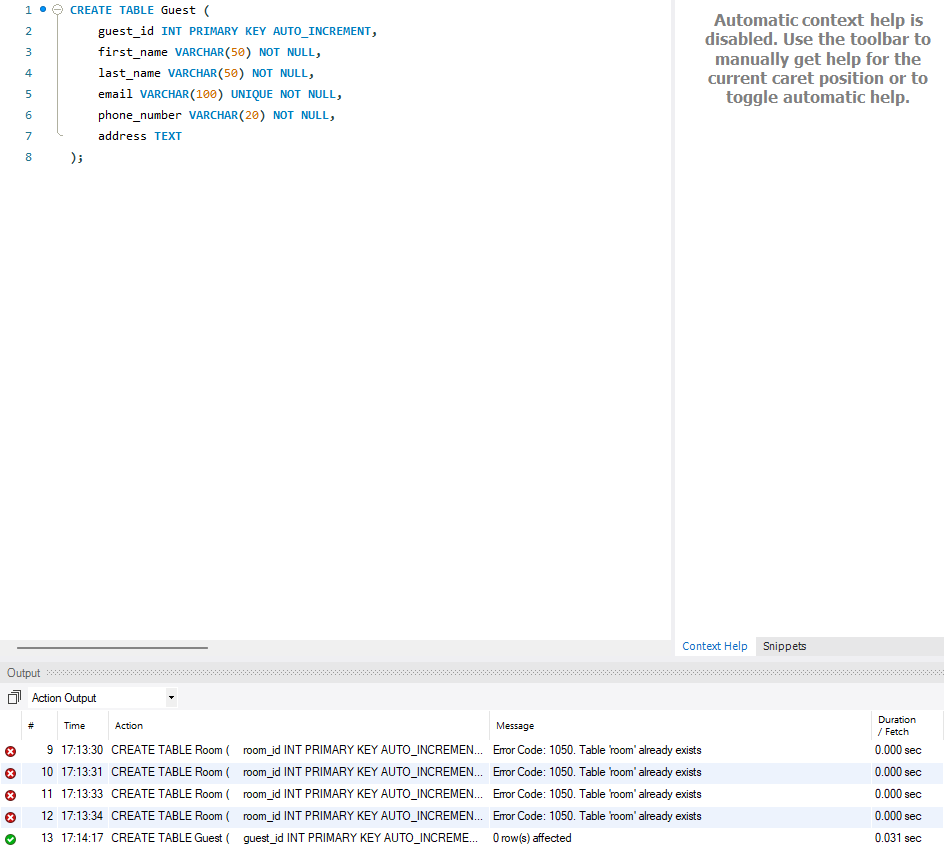 1 CREATE TABLE Guest (
2 guest_id INT PRIMARY KEY AUTO_INCREMENT,
3 first_name VARCHAR(50) NOT NULL,
4 last_name VARCHAR(50) NOT NULL,
5 email VARCHAR(100) UNIQUE NOT NULL,
6 phone_number VARCHAR(20) NOT NULL,
7 address TEXT
8 );
Automatic context help is
disabled. Use the toolbar to
manually get help for the
current caret position or to
toggle automatic help.
Context Help Snippets
Output
Action Output
# Time Action Message Duration / Fetch
9 17:13:30 CREATE TABLE Room ( room_id INT PRIMARY KEY AUTO_INCREMEN... Error Code: 1050. Table 'room' already exists 0.000 sec
10 17:13:31 CREATE TABLE Room ( room_id INT PRIMARY KEY AUTO_INCREMEN... Error Code: 1050. Table 'room' already exists 0.000 sec
11 17:13:33 CREATE TABLE Room ( room_id INT PRIMARY KEY AUTO_INCREMEN... Error Code: 1050. Table 'room' already exists 0.000 sec
12 17:13:34 CREATE TABLE Room ( room_id INT PRIMARY KEY AUTO_INCREMEN... Error Code: 1050. Table 'room' already exists 0.000 sec
13 17:14:17 CREATE TABLE Guest ( guest_id INT PRIMARY KEY AUTO_INCREME... 0 row(s) affected 0.031 sec